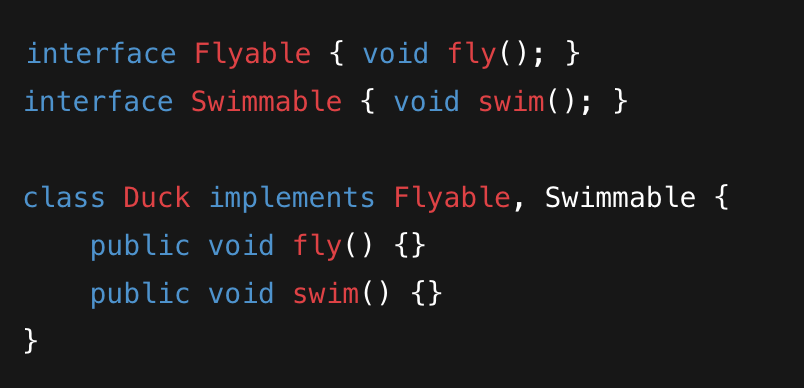 interface Flyable { void fly(); }
interface Swimmable { void swim(); }

class Duck implements Flyable, Swimmable {
    public void fly() {}
    public void swim() {}
}